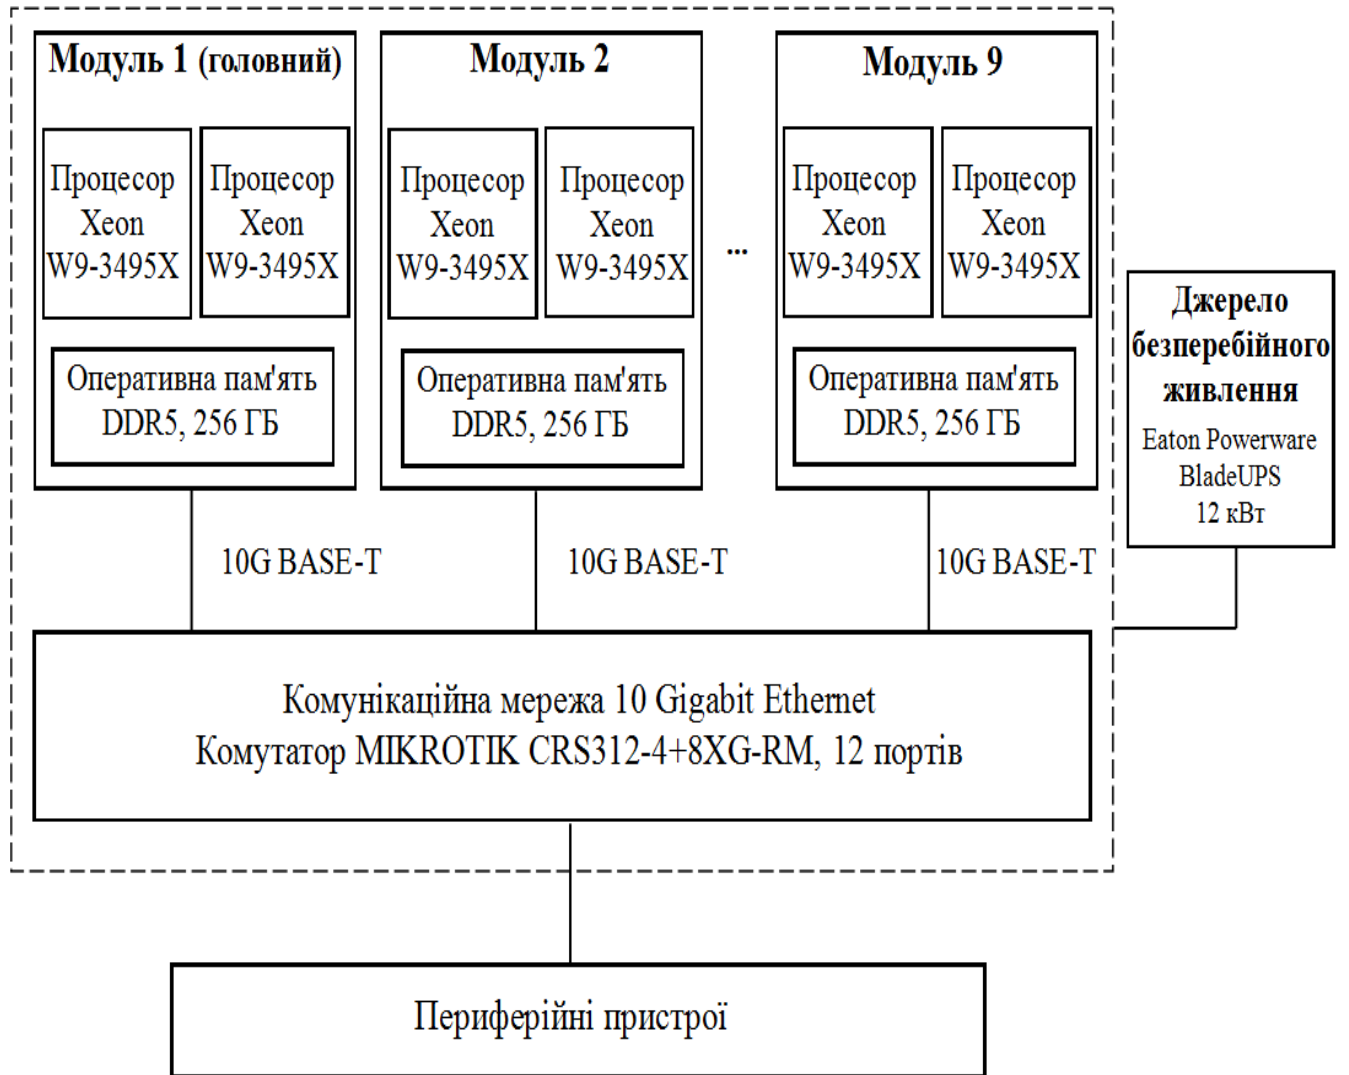 Модуль 1 (головний)
Процесор
Xeon
W9-3495X
Процесор
Xeon
W9-3495X
Оперативна пам'ять
DDR5, 256 ГБ
Модуль 2
Процесор
Xeon
W9-3495X
Процесор
Xeon
W9-3495X
Оперативна пам'ять
DDR5, 256 ГБ
...
Модуль 9
Процесор
Xeon
W9-3495X
Процесор
Xeon
W9-3495X
Оперативна пам'ять
DDR5, 256 ГБ
Джерело
безперебійного
живлення
Eaton Powerware
BladeUPS
12 кВт
10G BASE-T
10G BASE-T
10G BASE-T
Комунікаційна мережа 10 Gigabit Ethernet
Комутатор MIKROTIK CRS312-4+8XG-RM, 12 портів
Периферійні пристрої